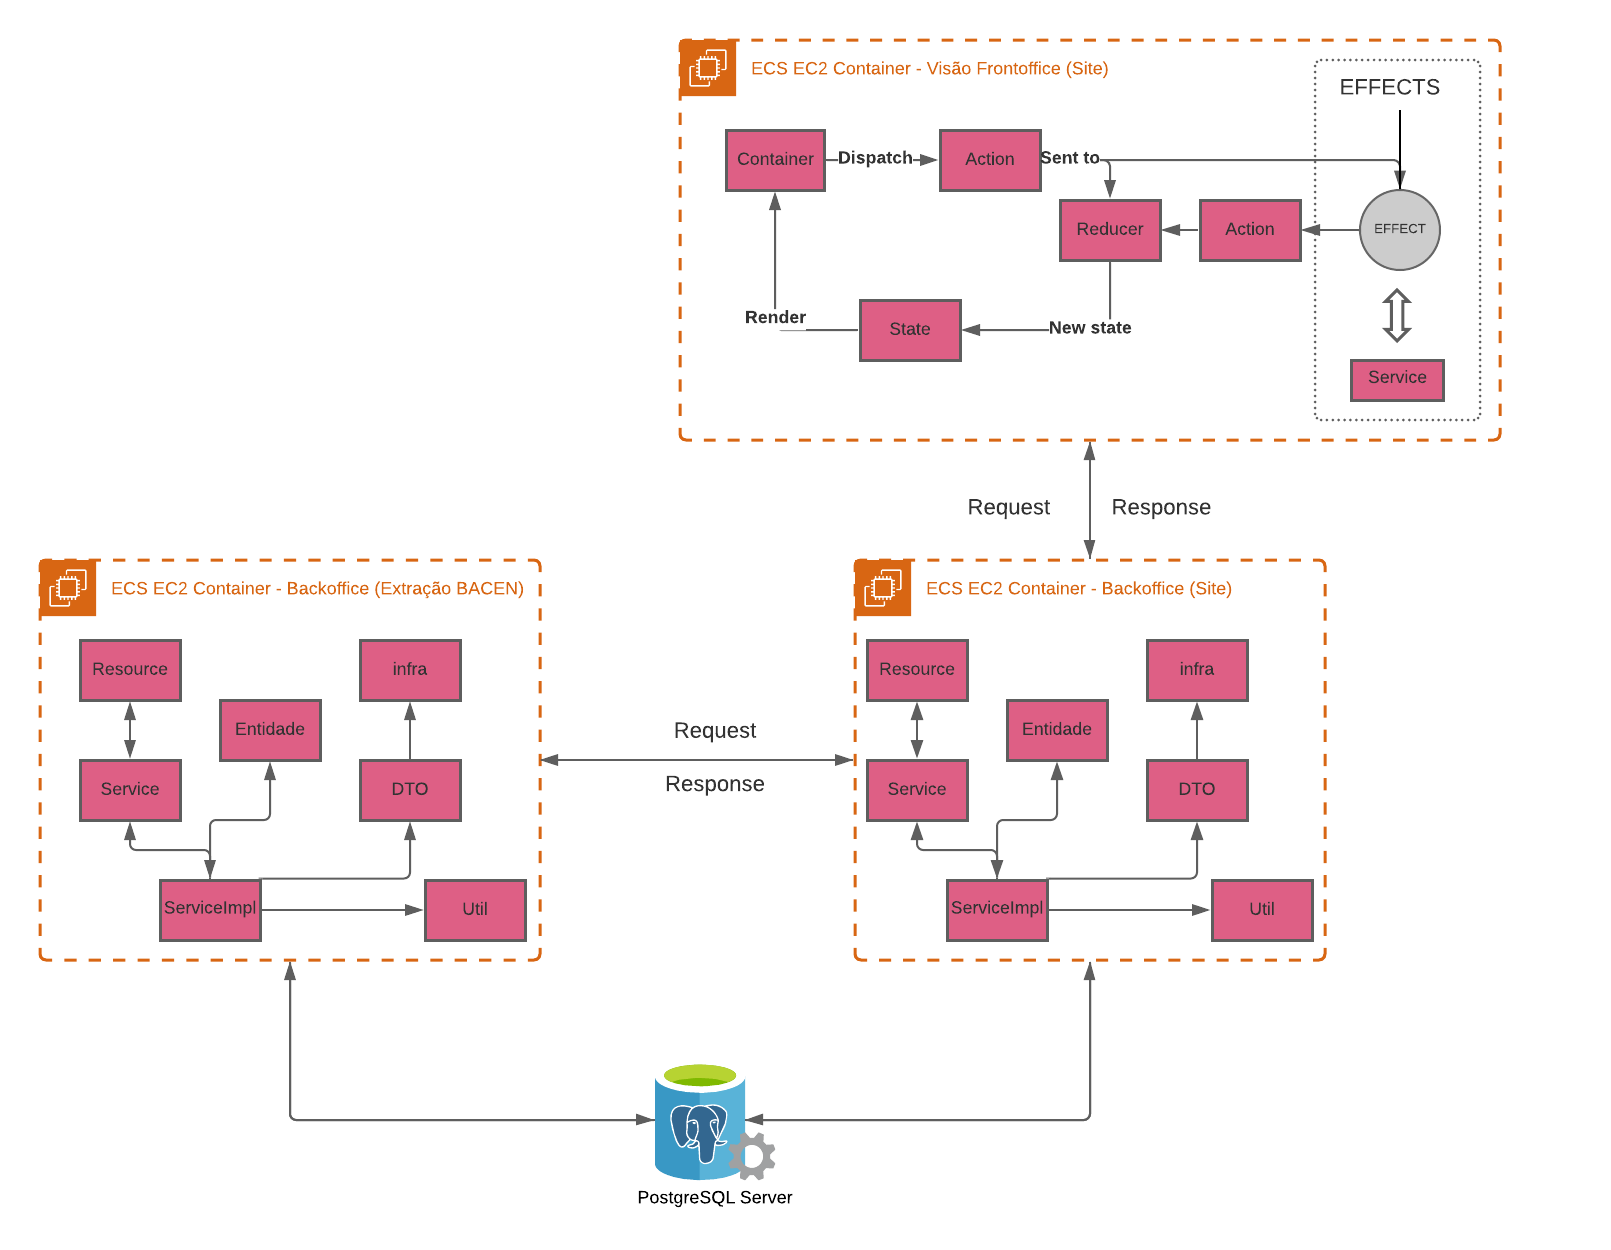 ECS EC2 Container - Visão Frontoffice (Site)
EFFECTS
Container
Dispatch
Action
Sent to
Reducer
Action
EFFECT
Render
State
New state
Service
Request
Response
ECS EC2 Container - Backoffice (Extração BACEN)
Resource
infra
Entidade
Service
DTO
ServiceImpl
Util
Request
Response
ECS EC2 Container - Backoffice (Site)
Resource
infra
Entidade
Service
DTO
ServiceImpl
Util
PostgreSQL Server